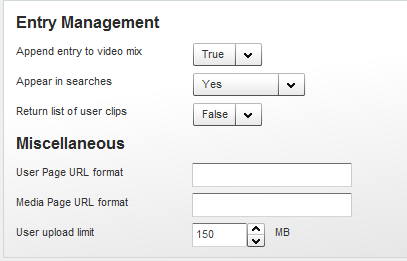 Entry Management
Append entry to video mix True
Appear in searches Yes
Return list of user clips False
Miscellaneous
User Page URL format
Media Page URL format
User upload limit 150 MB